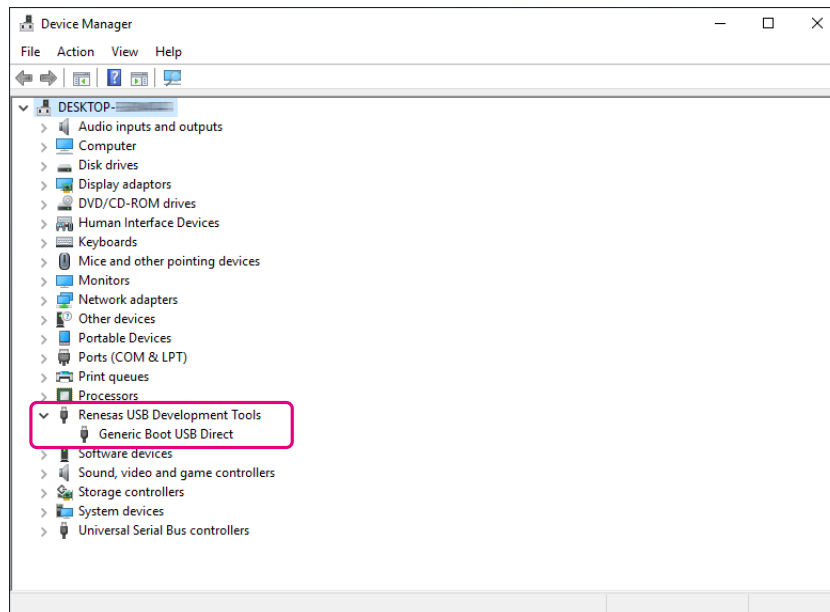 Device Manager
File Action View Help
DESKTOP-
Audio inputs and outputs
Computer
Disk drives
Display adaptors
DVD/CD-ROM drives
Human Interface Devices
Keyboards
Mice and other pointing devices
Monitors
Network adapters
Other devices
Portable Devices
Ports (COM & LPT)
Print queues
Processors
Renesas USB Development Tools
Generic Boot USB Direct
Software devices
Sound, video and game controllers
Storage controllers
System devices
Universal Serial Bus controllers